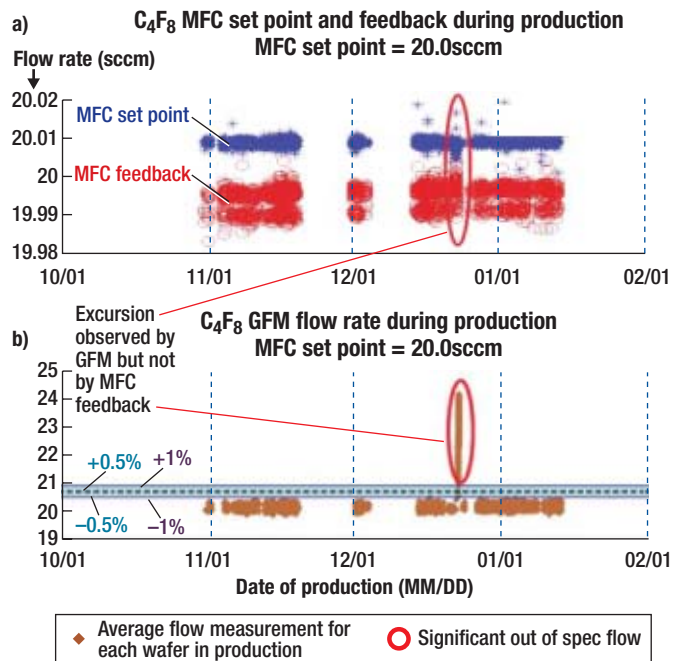 a)
C₄F₈ MFC set point and feedback during production
MFC set point = 20.0sccm
Flow rate (sccm)
20.02
20.01
20
19.99
19.98
MFC set point
MFC feedback
10/01
11/01
12/01
01/01
02/01
Excursion
observed by
GFM but not
by MFC
feedback
b)
C₄F₈ GFM flow rate during production
MFC set point = 20.0sccm
25
24
23
22
21
20
19
+0.5%
+1%
–0.5%
–1%
10/01
11/01
12/01
01/01
02/01
Date of production (MM/DD)
Average flow measurement for
each wafer in production
Significant out of spec flow